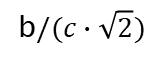 b/(c · √2)